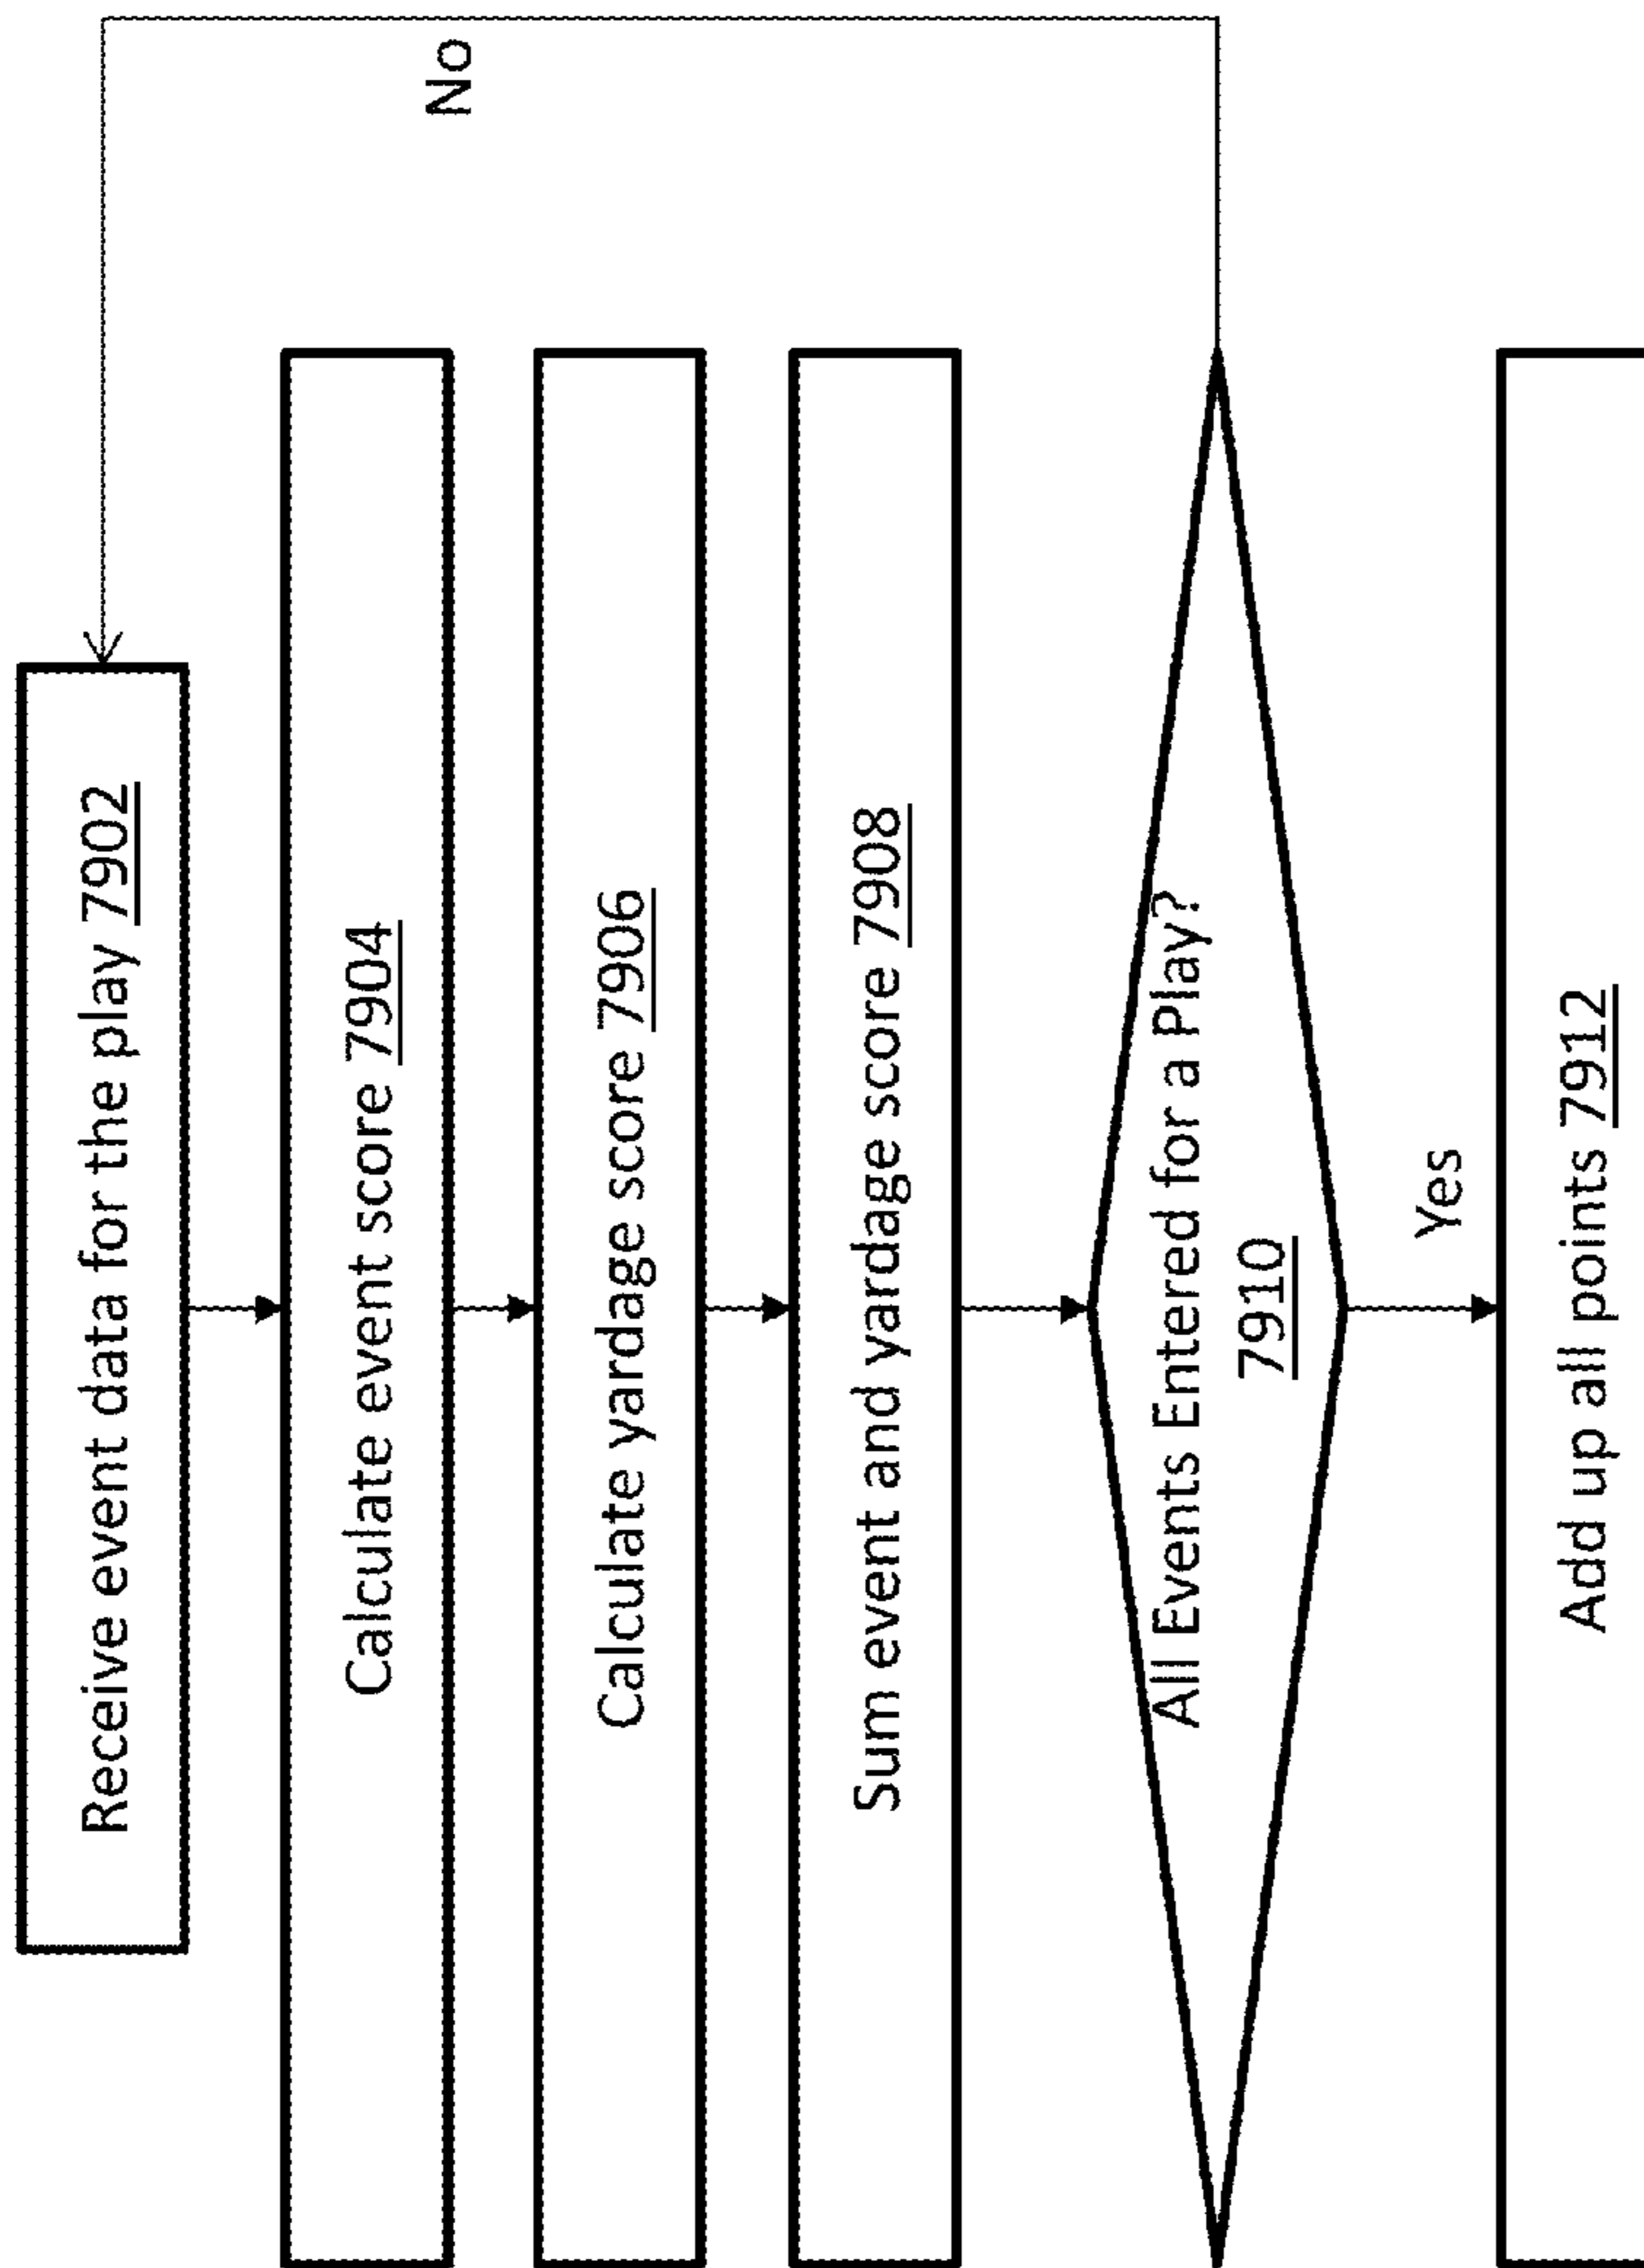 Receive event data for the play 7902
Calculate event score 7904
Calculate yardage score 7906
Sum event and yardage score 7908
All Events Entered for a Play?
7910
No
Yes
Add up all points 7912